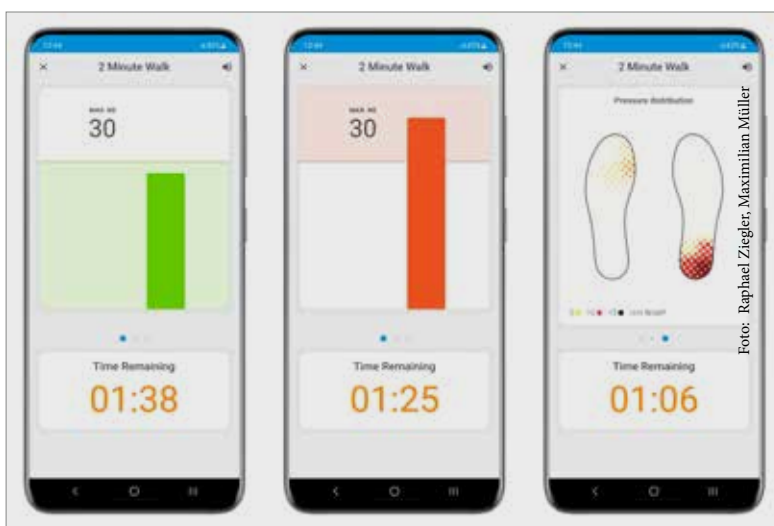 2 Minute Walk
30
Time Remaining
01:38
2 Minute Walk
30
Time Remaining
01:25
2 Minute Walk
Pressure distribution
Time Remaining
01:06
Foto: Raphael Ziegler, Maximilian Müller